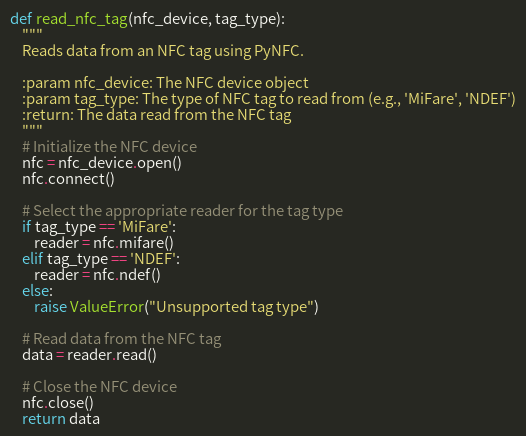 def read_nfc_tag(nfc_device, tag_type):
    """
    Reads data from an NFC tag using PyNFC.

    :param nfc_device: The NFC device object
    :param tag_type: The type of NFC tag to read from (e.g., 'MiFare', 'NDEF')
    :return: The data read from the NFC tag
    """
    # Initialize the NFC device
    nfc = nfc_device.open()
    nfc.connect()

    # Select the appropriate reader for the tag type
    if tag_type == 'MiFare':
        reader = nfc.mifare()
    elif tag_type == 'NDEF':
        reader = nfc.ndef()
    else:
        raise ValueError("Unsupported tag type")

    # Read data from the NFC tag
    data = reader.read()

    # Close the NFC device
    nfc.close()
    return data